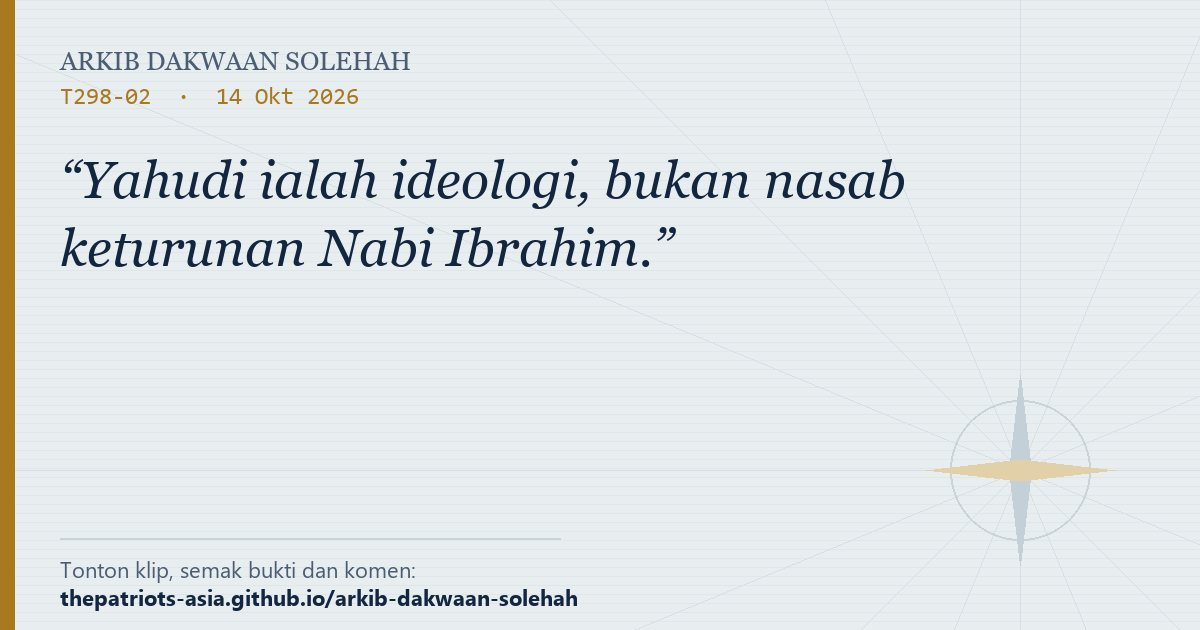 ARKIB DAKWAAN SOLEHAH
T298-02 · 14 Okt 2026
“Yahudi ialah ideologi, bukan nasab
keturunan Nabi Ibrahim.”
Tonton klip, semak bukti dan komen:
thepatriots-asia.github.io/arkib-dakwaan-solehah